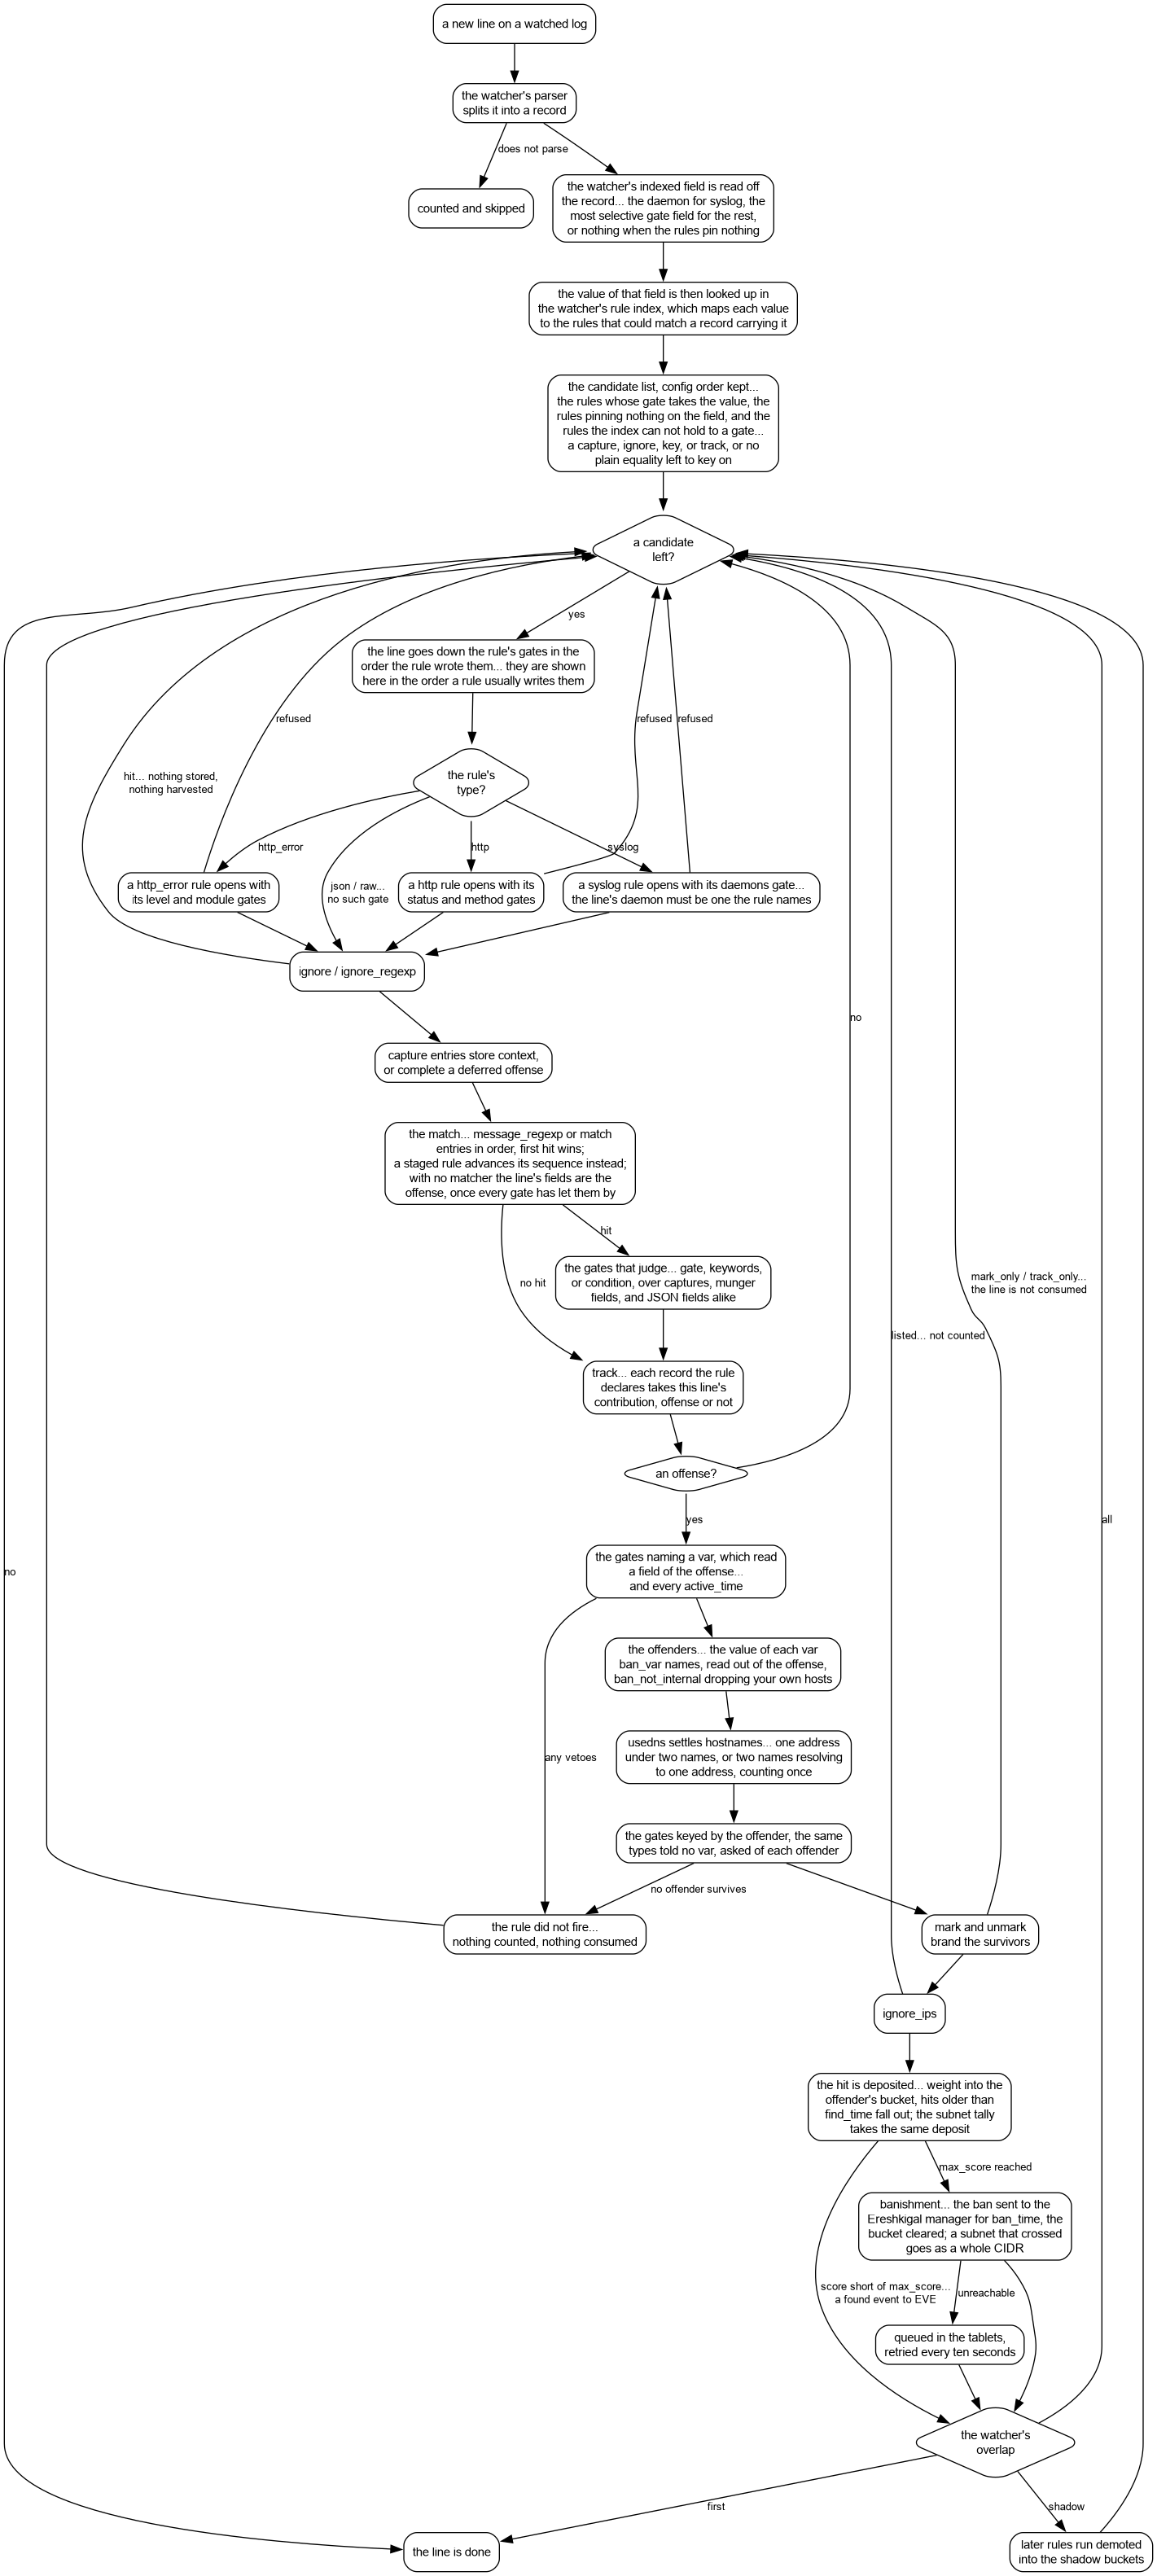 a new line on a watched log
the watcher's parser
splits it into a record
does not parse
counted and skipped
the watcher's indexed field is read off
the record... the daemon for syslog, the
most selective gate field for the rest,
or nothing when the rules pin nothing
the value of that field is then looked up in
the watcher's rule index, which maps each value
to the rules that could match a record carrying it
the candidate list, config order kept...
the rules whose gate takes the value, the
rules pinning nothing on the field, and the
rules the index can not hold to a gate...
a capture, ignore, key, or track, or no
plain equality left to key on
a candidate
left?
yes
the line goes down the rule's gates in the
order the rule wrote them... they are shown
here in the order a rule usually writes them
refused
refused
refused
the rule's
type?
hit... nothing stored,
nothing harvested
http_error
http
syslog
json / raw...
no such gate
a http_error rule opens with
its level and module gates
a http rule opens with its
status and method gates
a syslog rule opens with its daemons gate...
the line's daemon must be one the rule names
ignore / ignore_regexp
no
capture entries store context,
or complete a deferred offense
the match... message_regexp or match
entries in order, first hit wins;
a staged rule advances its sequence instead;
with no matcher the line's fields are the
offense, once every gate has let them by
hit
no hit
the gates that judge... gate, keywords,
or condition, over captures, munger
fields, and JSON fields alike
mark_only / track_only...
the line is not consumed
listed... not counted
track... each record the rule
declares takes this line's
contribution, offense or not
an offense?
yes
all
no
the gates naming a var, which read
a field of the offense...
and every active_time
the offenders... the value of each var
ban_var names, read out of the offense,
ban_not_internal dropping your own hosts
any vetoes
usedns settles hostnames... one address
under two names, or two names resolving
to one address, counting once
the gates keyed by the offender, the same
types told no var, asked of each offender
no offender survives
the rule did not fire...
nothing counted, nothing consumed
mark and unmark
brand the survivors
ignore_ips
the hit is deposited... weight into the
offender's bucket, hits older than
find_time fall out; the subnet tally
takes the same deposit
max_score reached
banishment... the ban sent to the
Ereshkigal manager for ban_time, the
bucket cleared; a subnet that crossed
goes as a whole CIDR
score short of max_score...
a found event to EVE
unreachable
queued in the tablets,
retried every ten seconds
the watcher's
overlap
first
shadow
the line is done
later rules run demoted
into the shadow buckets